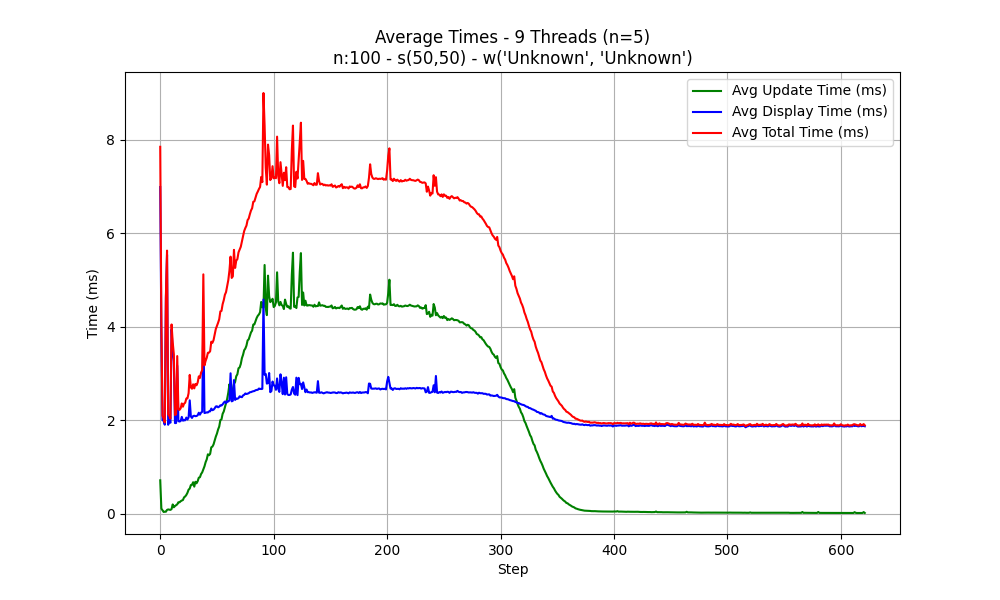 Average Times - 9 Threads (n=5)
n:100 - s(50,50) - w('Unknown', 'Unknown')
Avg Update Time (ms)
Avg Display Time (ms)
Avg Total Time (ms)
Time (ms)
8
6
4
2
0
0 100 200 300 400 500 600
Step